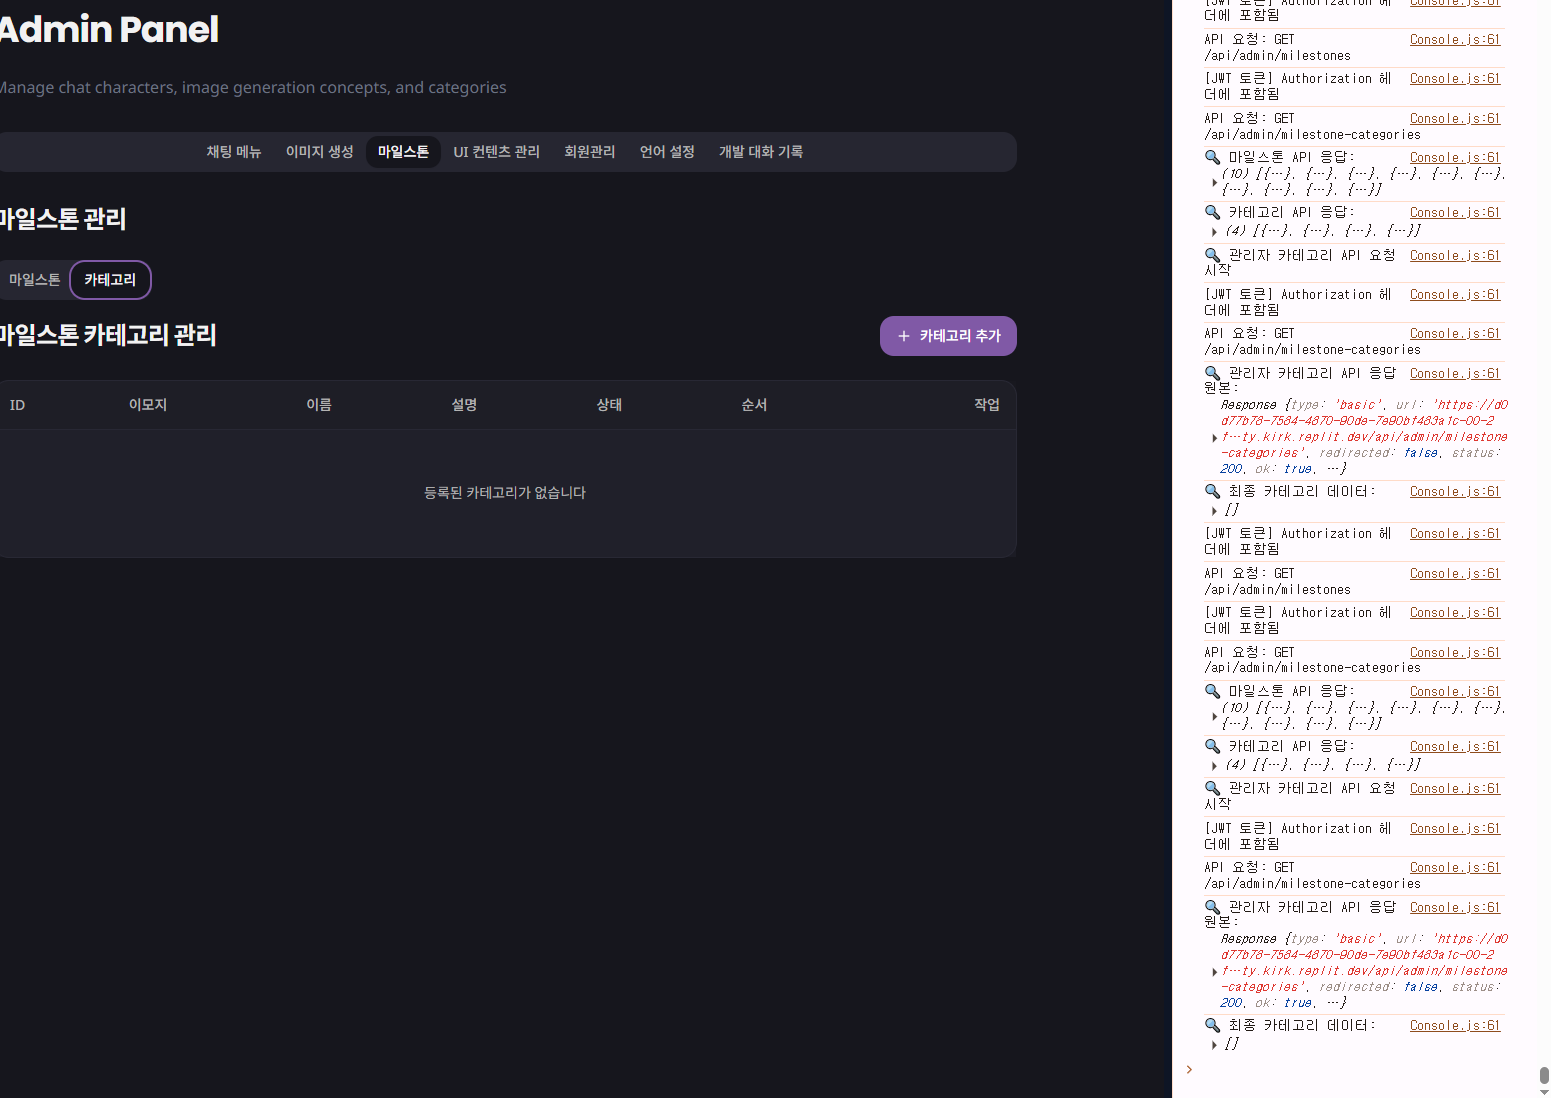 Admin Panel
Manage chat characters, image generation concepts, and categories
채팅 메뉴 이미지 생성 마일스톤 UI 컨텐츠 관리 회원관리 언어 설정 개발 대화 기록
마일스톤 관리
마일스톤 카테고리
마일스톤 카테고리 관리
+ 카테고리 추가
ID 이모지 이름 설명 상태 순서 작업
등록된 카테고리가 없습니다
[JWT 토큰] Authorization 헤 Console.js:61
더에 포함됨
API 요청: GET Console.js:61
/api/admin/milestones
[JWT 토큰] Authorization 헤 Console.js:61
더에 포함됨
API 요청: GET Console.js:61
/api/admin/milestone-categories
🔍 마일스톤 API 응답: Console.js:61
(10) [{…}, {…}, {…}, {…}, {…}, {…},
{…}, {…}, {…}, {…}]
🔍 카테고리 API 응답: Console.js:61
(4) [{…}, {…}, {…}, {…}]
🔍 관리자 카테고리 API 요청 Console.js:61
시작
[JWT 토큰] Authorization 헤 Console.js:61
더에 포함됨
API 요청: GET Console.js:61
/api/admin/milestone-categories
🔍 관리자 카테고리 API 응답 Console.js:61
원본:
Response {type: 'basic', url: 'https://d0
d77b76-7584-4670-90de-7e90bf463a1c-00-2
f…ty.kirk.replit.dev/api/admin/milestone
-categories', redirected: false, status:
200, ok: true, …}
🔍 최종 카테고리 데이터: Console.js:61
[]
[JWT 토큰] Authorization 헤 Console.js:61
더에 포함됨
API 요청: GET Console.js:61
/api/admin/milestones
[JWT 토큰] Authorization 헤 Console.js:61
더에 포함됨
API 요청: GET Console.js:61
/api/admin/milestone-categories
🔍 마일스톤 API 응답: Console.js:61
(10) [{…}, {…}, {…}, {…}, {…}, {…},
{…}, {…}, {…}, {…}]
🔍 카테고리 API 응답: Console.js:61
(4) [{…}, {…}, {…}, {…}]
🔍 관리자 카테고리 API 요청 Console.js:61
시작
[JWT 토큰] Authorization 헤 Console.js:61
더에 포함됨
API 요청: GET Console.js:61
/api/admin/milestone-categories
🔍 관리자 카테고리 API 응답 Console.js:61
원본:
Response {type: 'basic', url: 'https://d0
d77b76-7584-4670-90de-7e90bf463a1c-00-2
f…ty.kirk.replit.dev/api/admin/milestone
-categories', redirected: false, status:
200, ok: true, …}
🔍 최종 카테고리 데이터: Console.js:61
[]